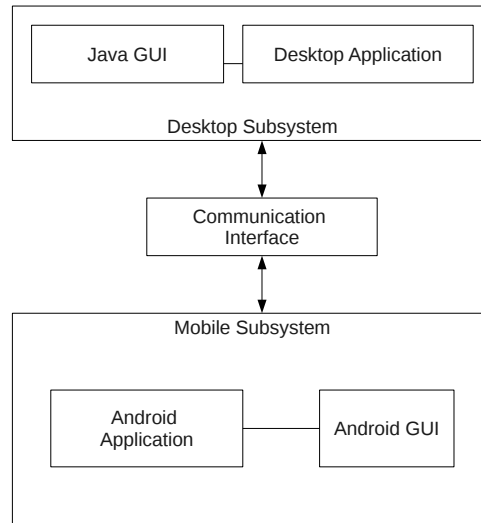 Java GUI
Desktop Application
Desktop Subsystem
Communication
Interface
Mobile Subsystem
Android
Application
Android GUI